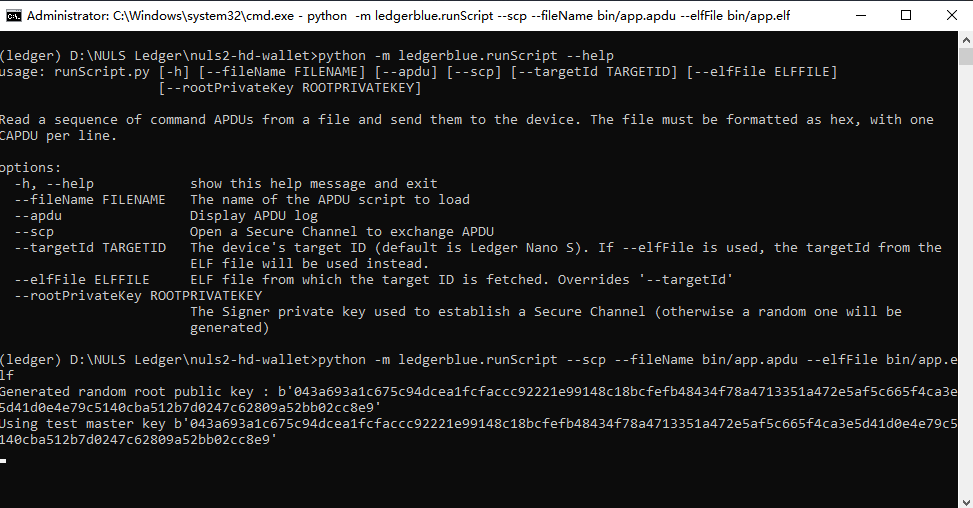 Administrator: C:\Windows\system32\cmd.exe - python  -m ledgerblue.runScript --scp --fileName bin/app.apdu --elfFile bin/app.elf
(ledger) D:\NULS Ledger\nuls2-hd-wallet>python -m ledgerblue.runScript --help
usage: runScript.py [-h] [--fileName FILENAME] [--apdu] [--scp] [--targetId TARGETID] [--elfFile ELFFILE]
[--rootPrivateKey ROOTPRIVATEKEY]
Read a sequence of command APDUs from a file and send them to the device. The file must be formatted as hex, with one
CAPDU per line.
options:
-h, --help            show this help message and exit
--fileName FILENAME   The name of the APDU script to load
--apdu                Display APDU log
--scp                 Open a Secure Channel to exchange APDU
--targetId TARGETID   The device's target ID (default is Ledger Nano S). If --elfFile is used, the targetId from the
ELF file will be used instead.
--elfFile ELFFILE     ELF file from which the target ID is fetched. Overrides '--targetId'
--rootPrivateKey ROOTPRIVATEKEY
The Signer private key used to establish a Secure Channel (otherwise a random one will be
generated)
(ledger) D:\NULS Ledger\nuls2-hd-wallet>python -m ledgerblue.runScript --scp --fileName bin/app.apdu --elfFile bin/app.e
lf
Generated random root public key : b'043a693a1c675c94dcea1fcfaccc92221e99148c18bcfefb48434f78a4713351a472e5af5c665f4ca3e
5d41d0e4e79c5140cba512b7d0247c62809a52bb02cc8e9'
Using test master key b'043a693a1c675c94dcea1fcfaccc92221e99148c18bcfefb48434f78a4713351a472e5af5c665f4ca3e5d41d0e4e79c5
140cba512b7d0247c62809a52bb02cc8e9'